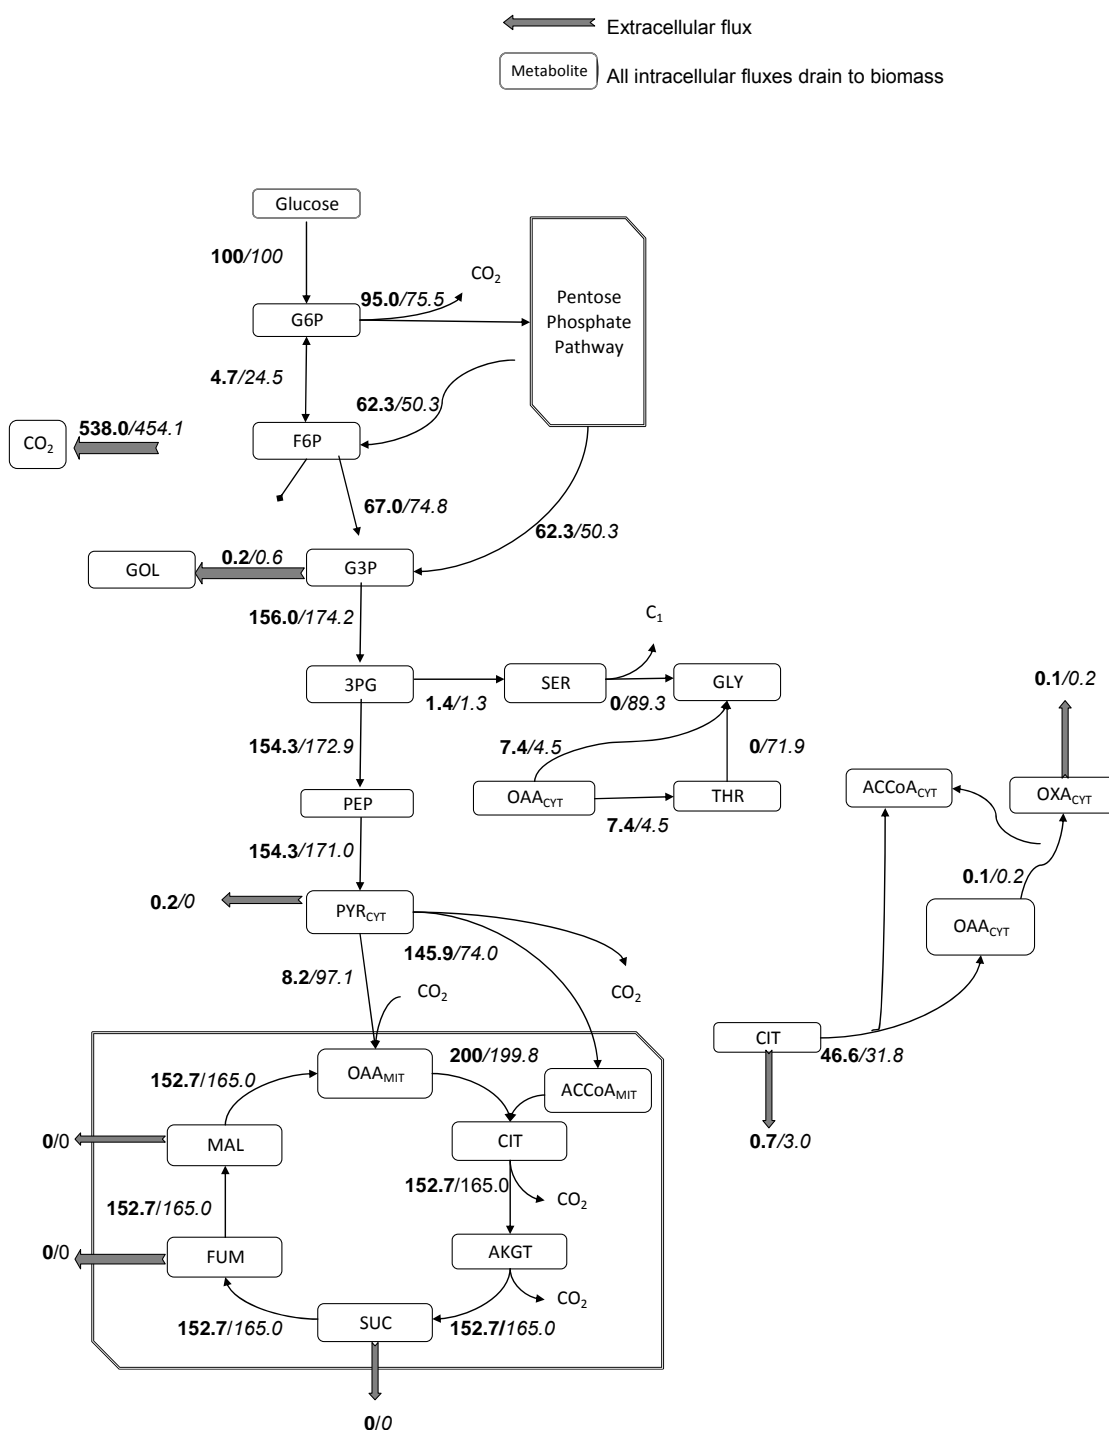 Extracellular flux
Metabolite All intracellular fluxes drain to biomass
Glucose
100/100
CO2
95.0/75.5
G6P
Pentose
Phosphate
Pathway
4.7/24.5
62.3/50.3
538.0/454.1
CO2
F6P
67.0/74.8
62.3/50.3
0.2/0.6
GOL
G3P
156.0/174.2
C1
3PG
SER
GLY
1.4/1.3
0/89.3
0.1/0.2
154.3/172.9
7.4/4.5
0/71.9
PEP
OAACYT
THR
ACCoACYT
OXACYT
7.4/4.5
154.3/171.0
0.1/0.2
0.2/0
PYRCYT
OAACYT
145.9/74.0
8.2/97.1
CO2
CO2
CIT
46.6/31.8
200/199.8
OAAMIT
152.7/165.0
ACCoAMIT
0/0
MAL
CIT
0.7/3.0
152.7/165.0
CO2
152.7/165.0
0/0
FUM
AKGT
CO2
152.7/165.0
SUC
152.7/165.0
0/0